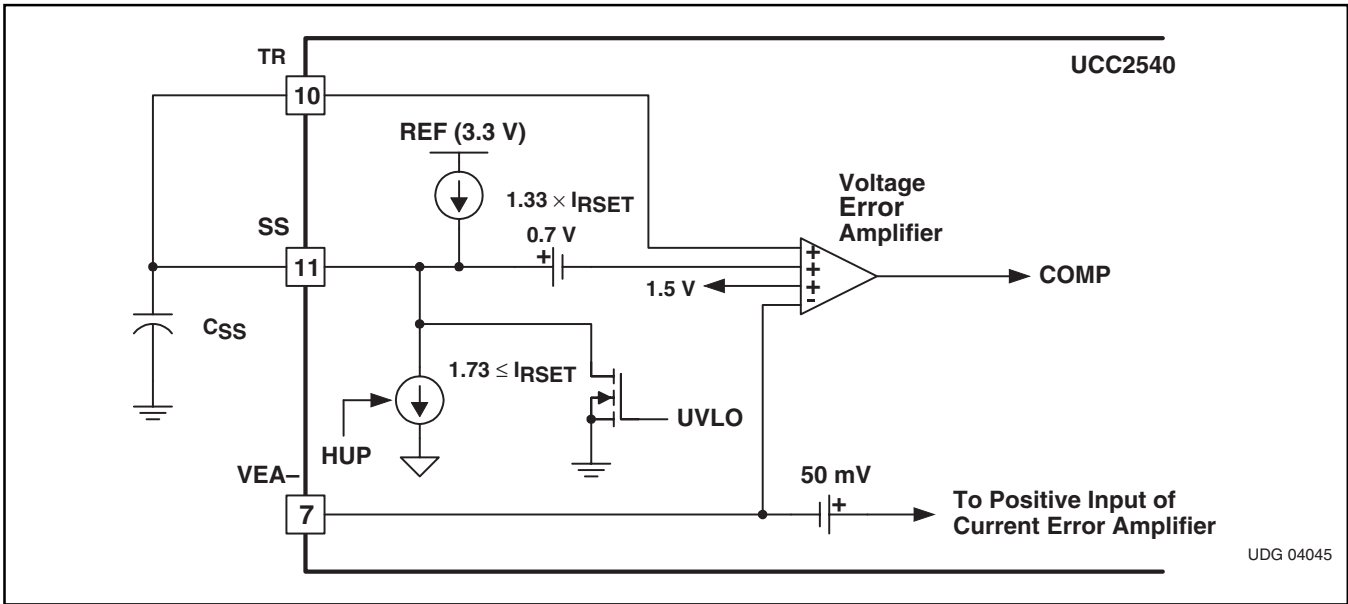 TR
UCC2540
10
REF (3.3 V)
1.33 × IRSET
Voltage
Error
Amplifier
SS
0.7 V
+
11
+
+
+
-
1.5 V
COMP
CSS
1.73 ≤ IRSET
UVLO
HUP
VEA–
50 mV
+
7
To Positive Input of
Current Error Amplifier
UDG 04045